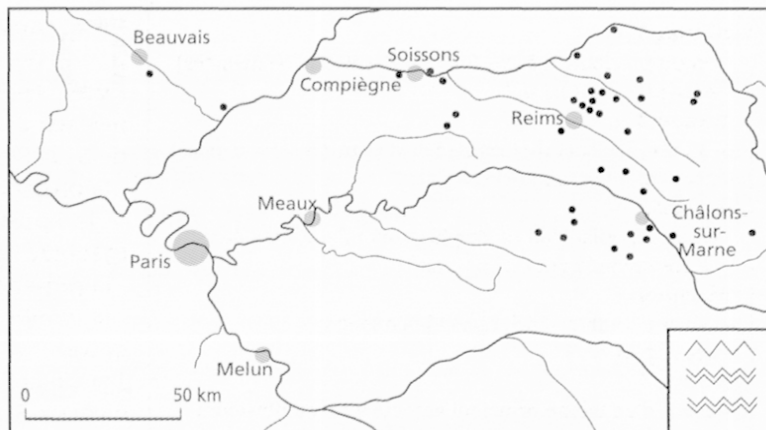 Beauvais
Soissons
Compiègne
Reims
Meaux
Châlons-
sur-
Marne
Paris
Melun
0 50 km